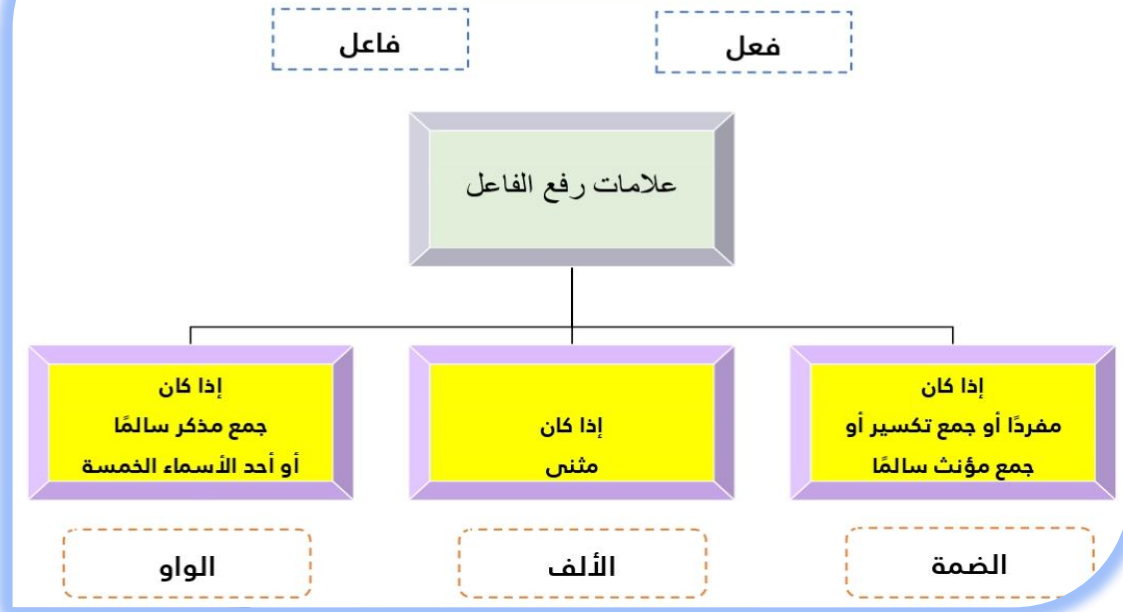 فعل
فاعل
علامات رفع الفاعل
إذا كان
مفردًا أو جمع تكسير أو
جمع مؤنث سالمًا
إذا كان
مثنى
إذا كان
جمع مذكر سالمًا
أو أحد الأسماء الخمسة
الضمة
الألف
الواو